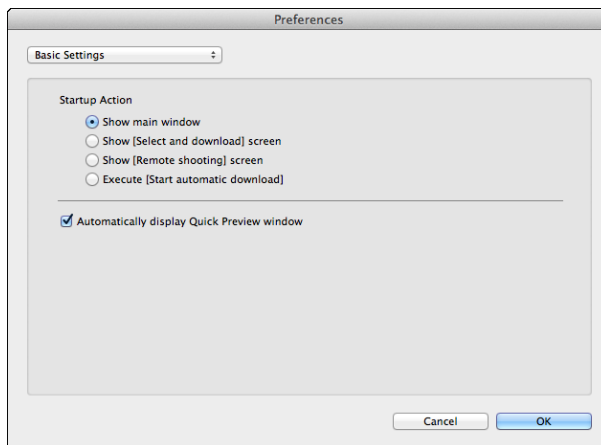 Preferences
Basic Settings
Startup Action
Show main window
Show [Select and download] screen
Show [Remote shooting] screen
Execute [Start automatic download]
Automatically display Quick Preview window
Cancel
OK